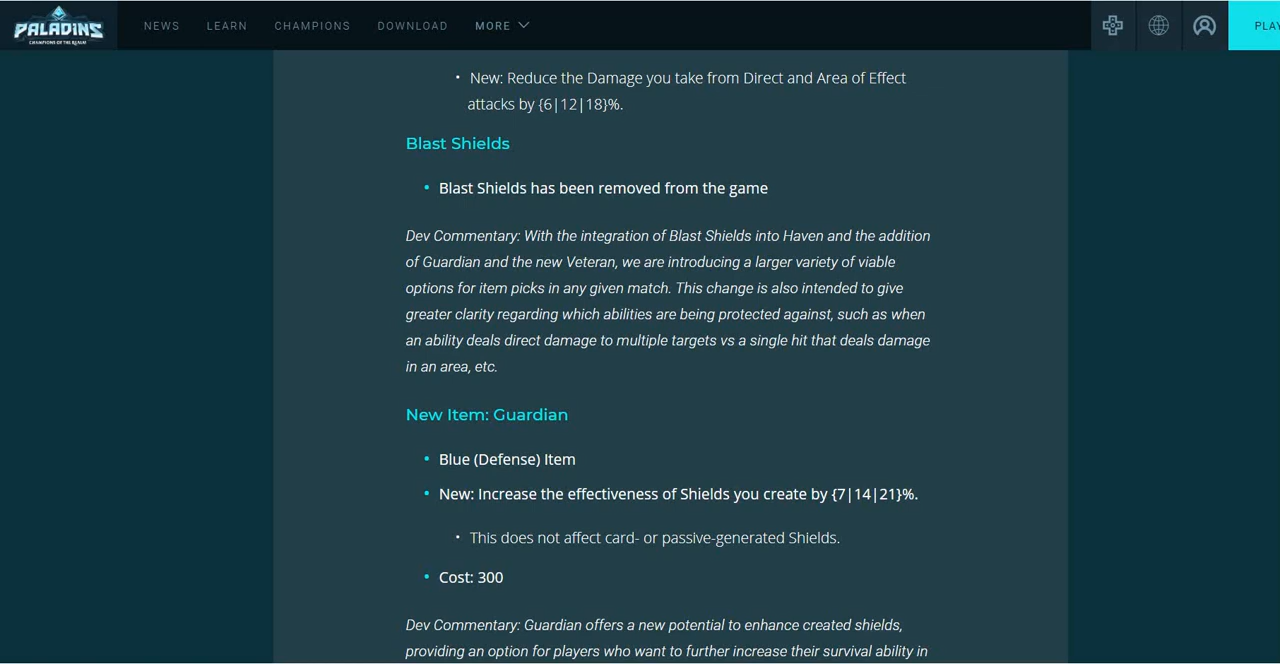 PALADINS
CHAMPIONS OF THE REALM
NEWS LEARN CHAMPIONS DOWNLOAD MORE
PLAY
• New: Reduce the Damage you take from Direct and Area of Effect
attacks by {6|12|18}%.
Blast Shields
• Blast Shields has been removed from the game
Dev Commentary: With the integration of Blast Shields into Haven and the addition
of Guardian and the new Veteran, we are introducing a larger variety of viable
options for item picks in any given match. This change is also intended to give
greater clarity regarding which abilities are being protected against, such as when
an ability deals direct damage to multiple targets vs a single hit that deals damage
in an area, etc.
New Item: Guardian
• Blue (Defense) Item
• New: Increase the effectiveness of Shields you create by {7|14|21}%.
• This does not affect card- or passive-generated Shields.
• Cost: 300
Dev Commentary: Guardian offers a new potential to enhance created shields,
providing an option for players who want to further increase their survival ability in